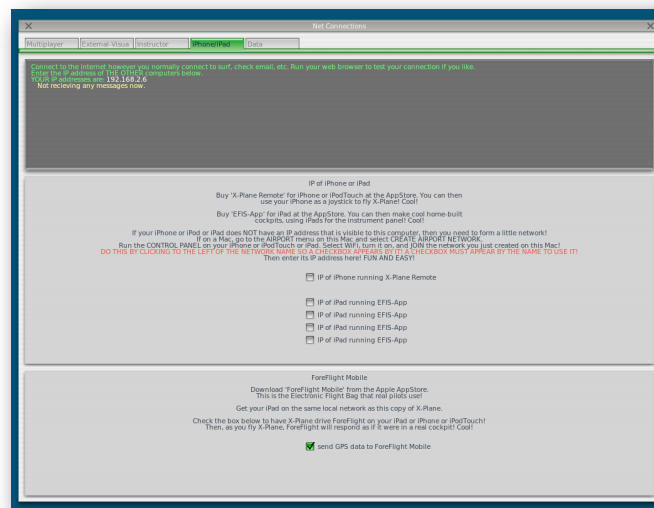 Net Connections
Multiplayer
External-Visua
Instructor
iPhone/iPad
Data
Connect to the internet however you normally connect to surf, check email, etc. Run your web browser to test your connection if you like.
Enter the IP address of THE OTHER computers below.
YOUR IP addresses are: 192.168.2.6
Not recieving any messages now.
IP of iPhone or iPad
Buy 'X-Plane Remote' for iPhone or iPodTouch at the AppStore. You can then
use your iPhone as a joystick to fly X-Plane! Cool!
Buy 'EFIS-App' for iPad at the AppStore. You can then make cool home-built
cockpits, using iPads for the instrument panel! Cool!
If your iPhone or iPod or iPad does NOT have an IP address that is visible to this computer, then you need to form a little network!
If on a Mac, go to the AIRPORT menu on this Mac and select CREATE AIRPORT NETWORK.
Run the CONTROL PANEL on your iPhone or iPodTouch or iPad. Select WiFi, turn it on, and JOIN the network you just created on this Mac!
DO THIS BY CLICKING TO THE LEFT OF THE NETWORK NAME SO A CHECKBOX APPEARS BY IT! A CHECKBOX MUST APPEAR BY THE NAME TO USE IT!
Then enter its IP address here! FUN AND EASY!
IP of iPhone running X-Plane Remote
IP of iPad running EFIS-App
IP of iPad running EFIS-App
IP of iPad running EFIS-App
IP of iPad running EFIS-App
ForeFlight Mobile
Download 'ForeFlight Mobile' from the Apple AppStore.
This is the Electronic Flight Bag that real pilots use!
Get your iPad on the same local network as this copy of X-Plane.
Check the box below to have X-Plane drive ForeFlight on your iPad or iPhone or iPodTouch!
Then, as you fly X-Plane, ForeFlight will respond as if it were in a real cockpit! Cool!
send GPS data to ForeFlight Mobile